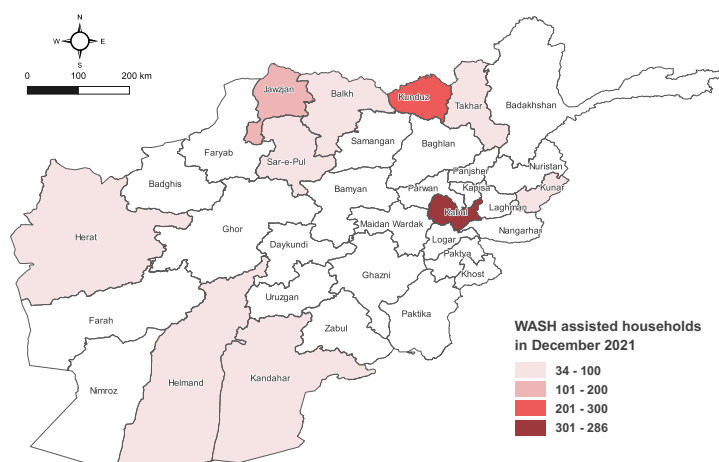 N
W E
S
0 100 200 km
Jawzjan
Balkh
Kunduz
Takhar
Badakhshan
Faryab
Samangan
Baghlan
Sar-e-Pul
Panjsher
Nuristan
Badghis
Bamyan
Parwan
Kapisa
Kunar
Laghman
Kabul
Herat
Ghor
Maidan Wardak
Nangarhar
Daykundi
Logar
Paktya
Ghazni
Khost
Uruzgan
Paktika
Farah
Zabul
Nimroz
Helmand
Kandahar
WASH assisted households
in December 2021
34 - 100
101 - 200
201 - 300
301 - 286